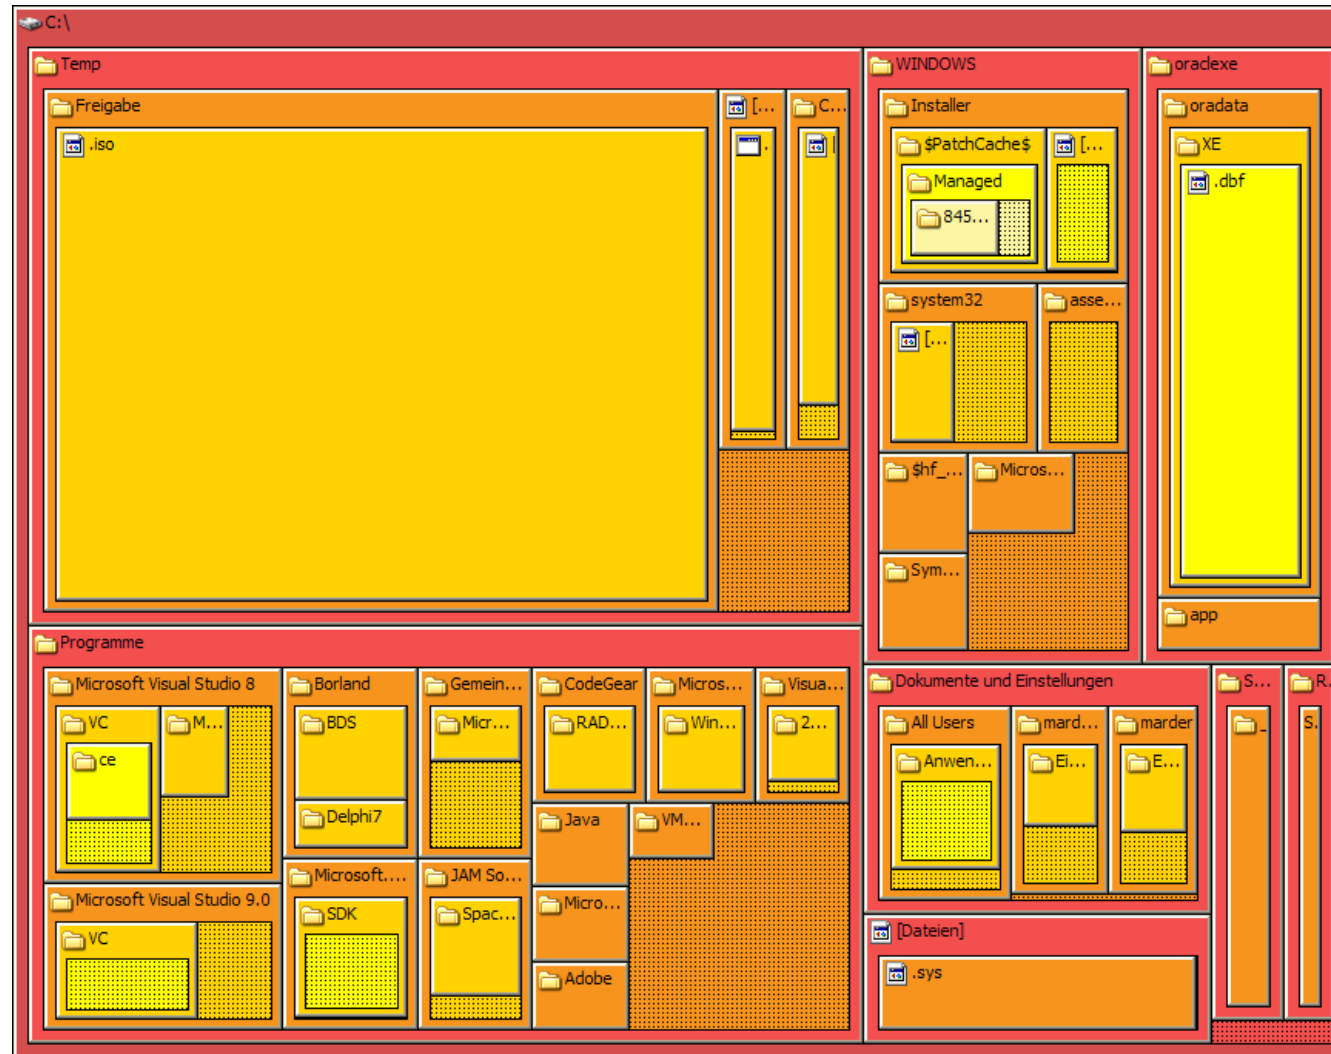 C:\
Temp
Freigabe
.iso
[...
.
C...
[
WINDOWS
Installer
$PatchCache$
Managed
845...
[...
system32
[...
asse...
$hf_...
Micros...
Sym...
oraclexe
oradata
XE
.dbf
app
Programme
Microsoft Visual Studio 8
VC
ce
M...
Microsoft Visual Studio 9.0
VC
Borland
BDS
Delphi7
Microsoft....
SDK
Gemein...
Micr...
JAM So...
Spac...
CodeGear
RAD...
Micros...
Win...
Visua...
2...
Java
VM...
Micro...
Adobe
Dokumente und Einstellungen
All Users
Anwen...
mard...
Ei...
marder
E...
[Dateien]
.sys
S...
_
R.
S.